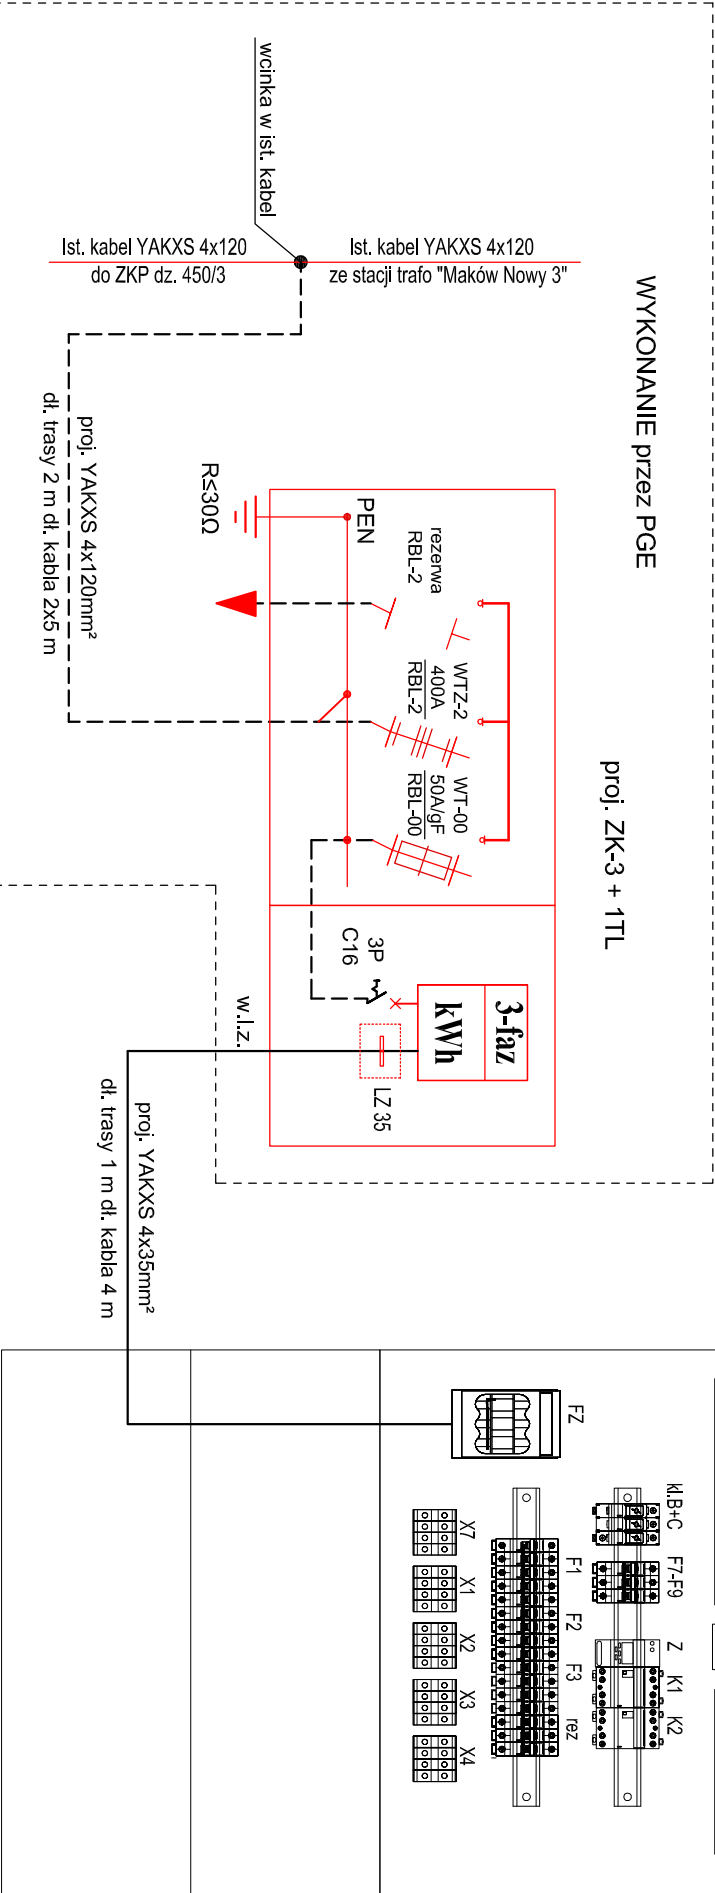 WYKONANIE przez PGE
proj. ZK-3 + 1TL
wcinka w ist. kabel
Ist. kabel YAKXS 4x120
do ZKP dz. 450/3
Ist. kabel YAKXS 4x120
ze stacji trafo "Maków Nowy 3"
proj. YAKXS 4x120mm²
dł. trasy 2 m dł. kabla 2x5 m
R≤30Ω
PEN
rezerwa
RBL-2
WTZ-2
400A
RBL-2
WT-00
50A/gF
RBL-00
3P
C16
3-faz
kWh
LZ 35
w.l.z.
proj. YAKXS 4x35mm²
dł. trasy 1 m dł. kabla 4 m
FZ
kl.B+C
F7-F9
Z
K1
K2
F1
F2
F3
rez
X7
X1
X2
X3
X4